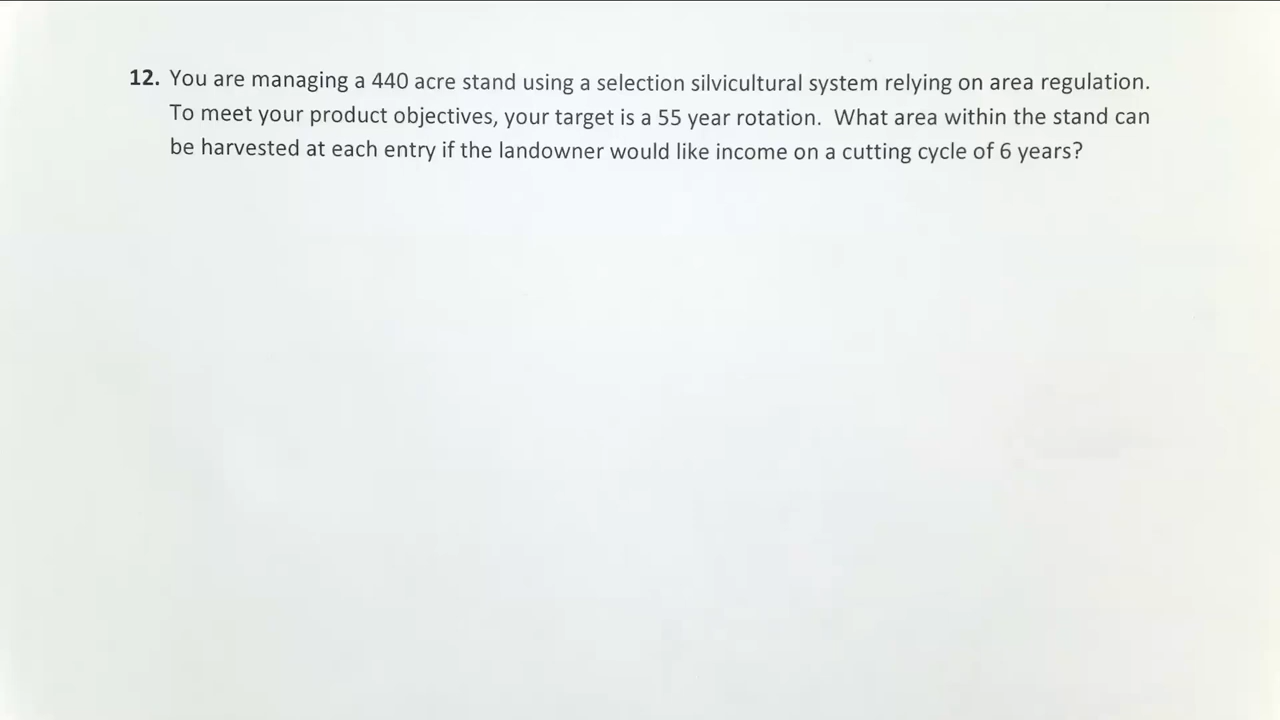 12. You are managing a 440 acre stand using a selection silvicultural system relying on area regulation.
To meet your product objectives, your target is a 55 year rotation.  What area within the stand can
be harvested at each entry if the landowner would like income on a cutting cycle of 6 years?